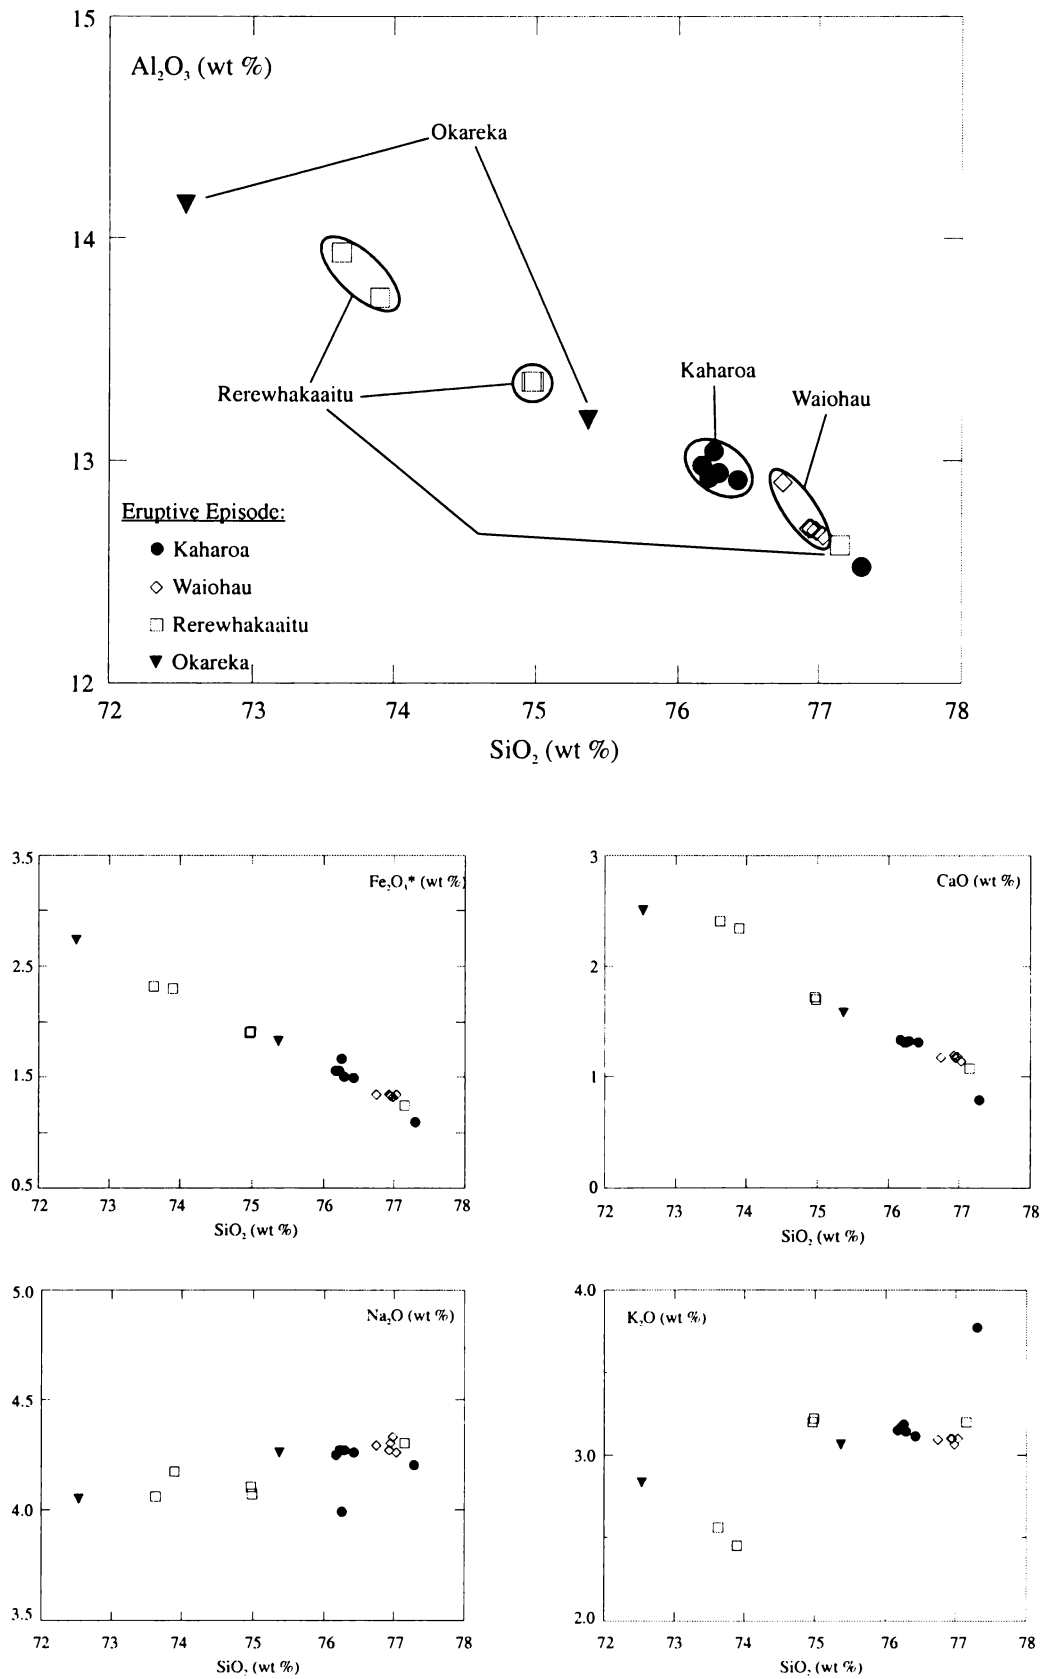 15
Al₂O₃ (wt %)
Okareka
14
Rerewhakaaitu
Kaharoa
Waiohau
13
Eruptive Episode:
Kaharoa
Waiohau
Rerewhakaaitu
Okareka
12
72 73 74 75 76 77 78
SiO₂ (wt %)
3.5
Fe₂O₃* (wt %)
2.5
1.5
0.5
72 73 74 75 76 77 78
SiO₂ (wt %)
3
CaO (wt %)
2
1
0
72 73 74 75 76 77 78
SiO₂ (wt %)
5.0
Na₂O (wt %)
4.5
4.0
3.5
72 73 74 75 76 77 78
SiO₂ (wt %)
4.0
K₂O (wt %)
3.0
2.0
72 73 74 75 76 77 78
SiO₂ (wt %)